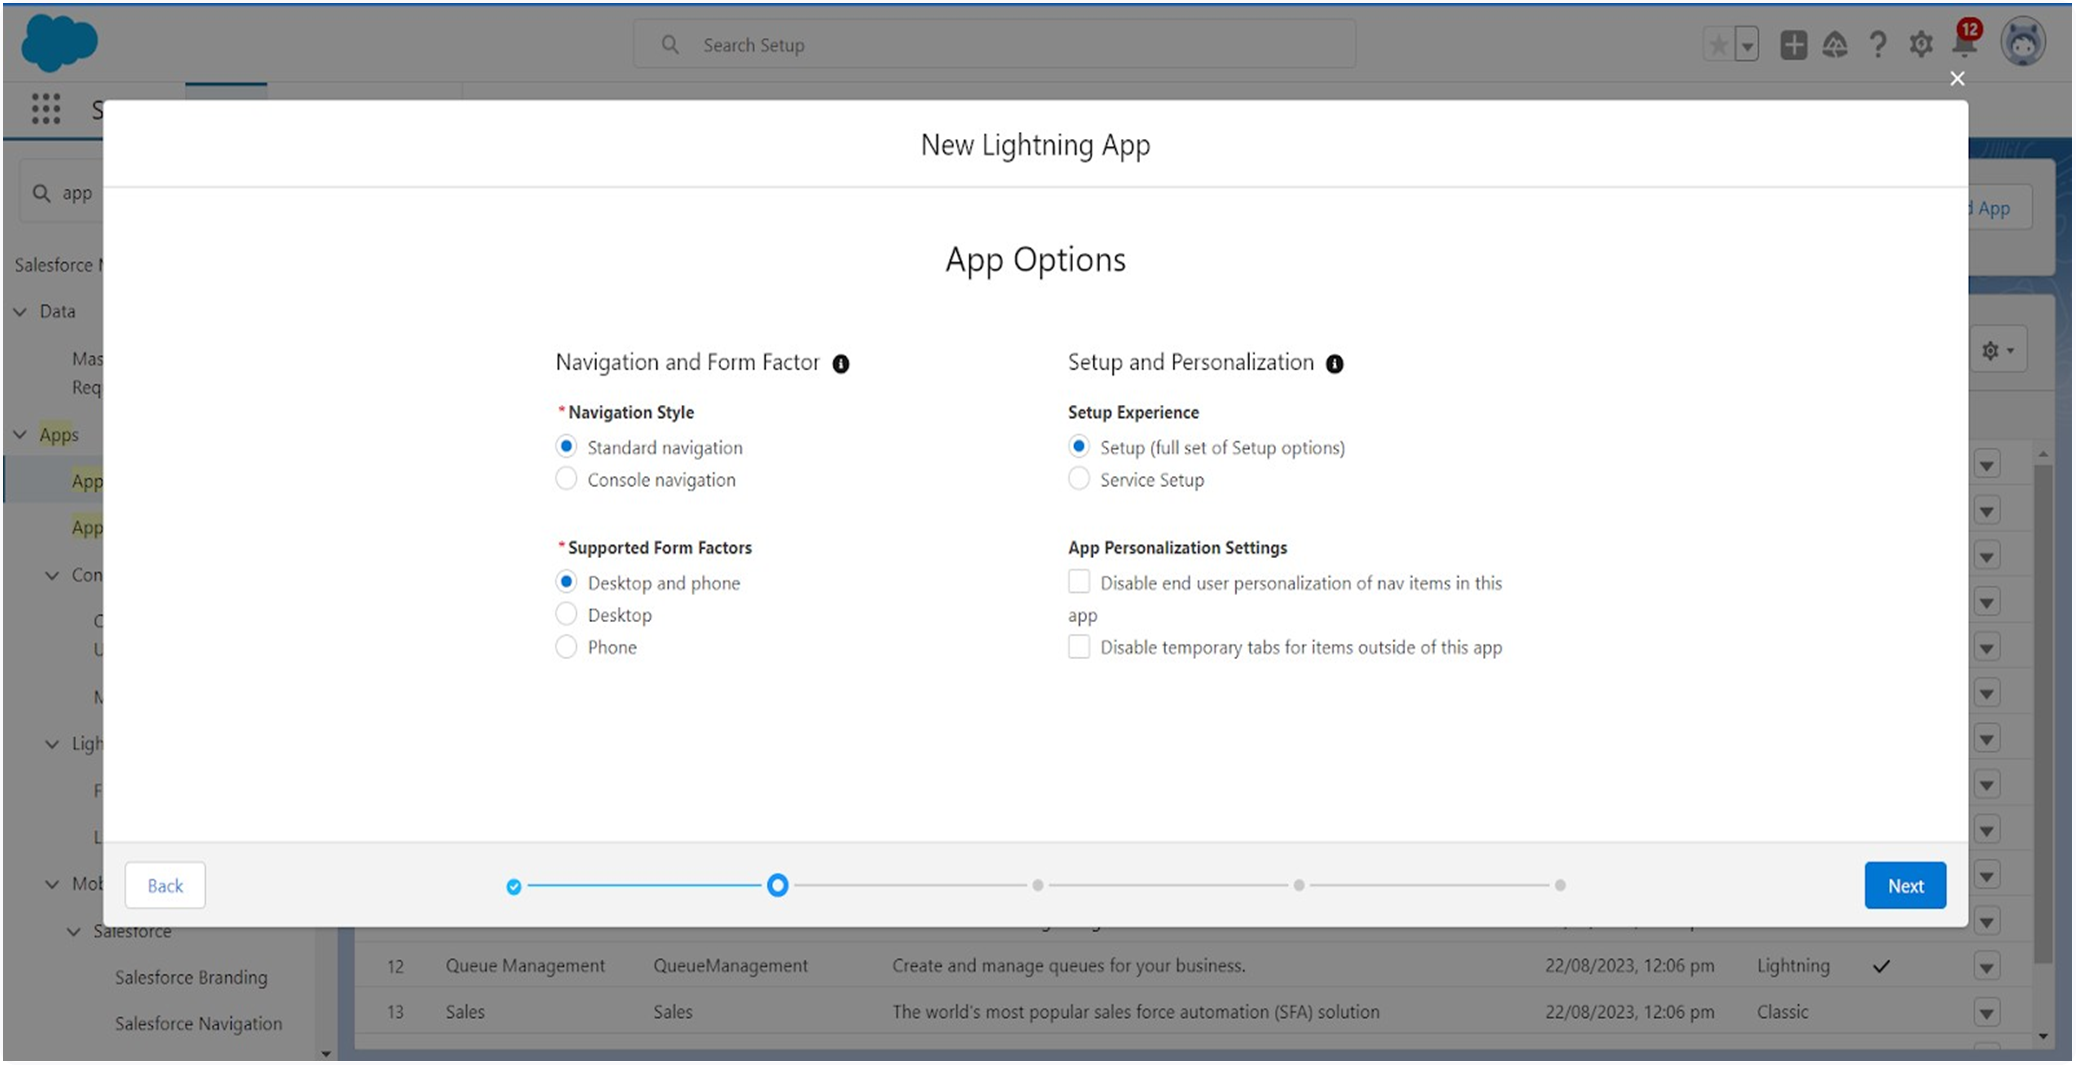 Search Setup
12
S
New Lightning App
app
d App
App Options
Salesforce
Data
Navigation and Form Factor
Setup and Personalization
Mas
Req
* Navigation Style
Setup Experience
Apps
Standard navigation
Setup (full set of Setup options)
App
Console navigation
Service Setup
App
* Supported Form Factors
App Personalization Settings
Con
Desktop and phone
Disable end user personalization of nav items in this
Desktop
app
Phone
Disable temporary tabs for items outside of this app
Ligh
F
L
Mob
Back
Next
Salesforce
12 Queue Management QueueManagement Create and manage queues for your business. 22/08/2023, 12:06 pm Lightning
Salesforce Branding
13 Sales Sales The world's most popular sales force automation (SFA) solution 22/08/2023, 12:06 pm Classic
Salesforce Navigation